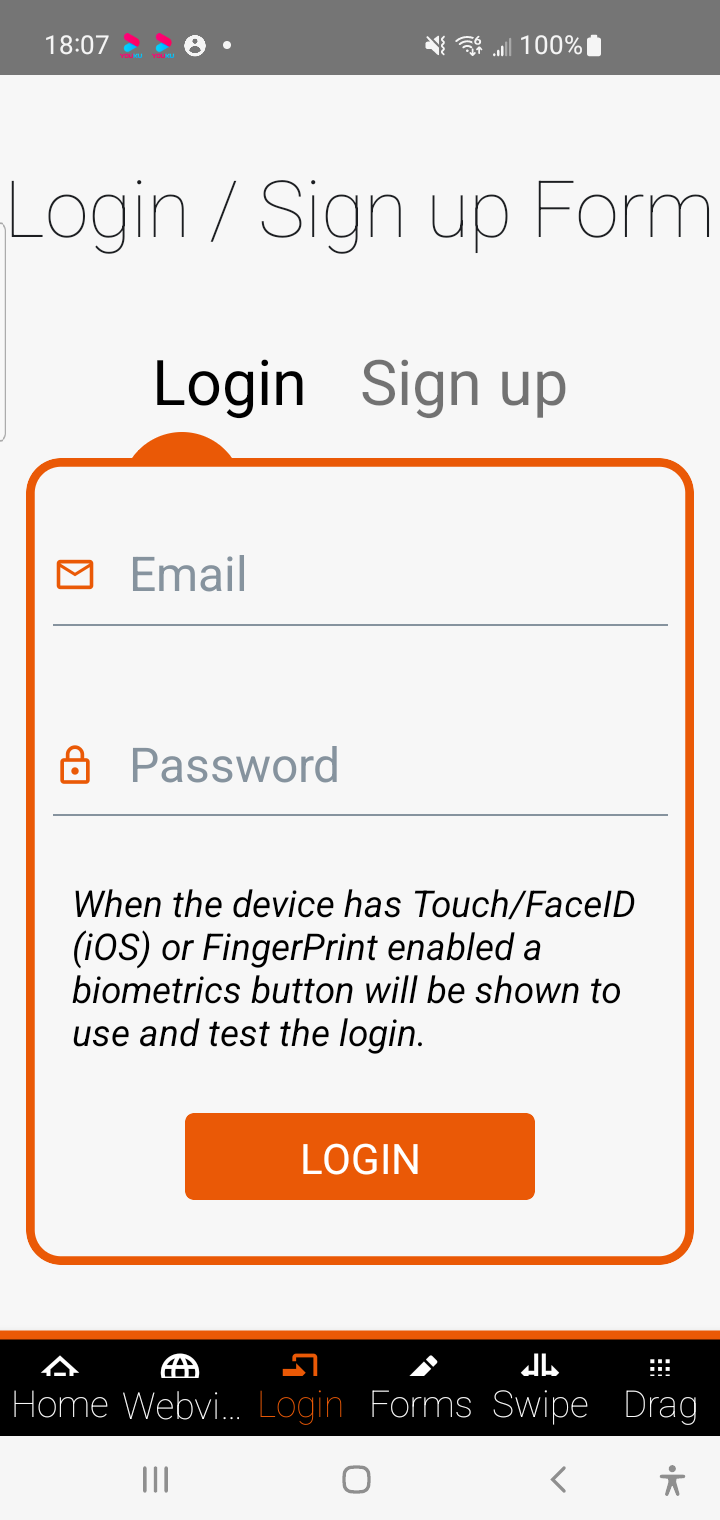 18:07 100%
Login / Sign up Form
Login Sign up
Email
Password
When the device has Touch/FaceID
(iOS) or FingerPrint enabled a
biometrics button will be shown to
use and test the login.
LOGIN
Home Webvi... Login Forms Swipe Drag